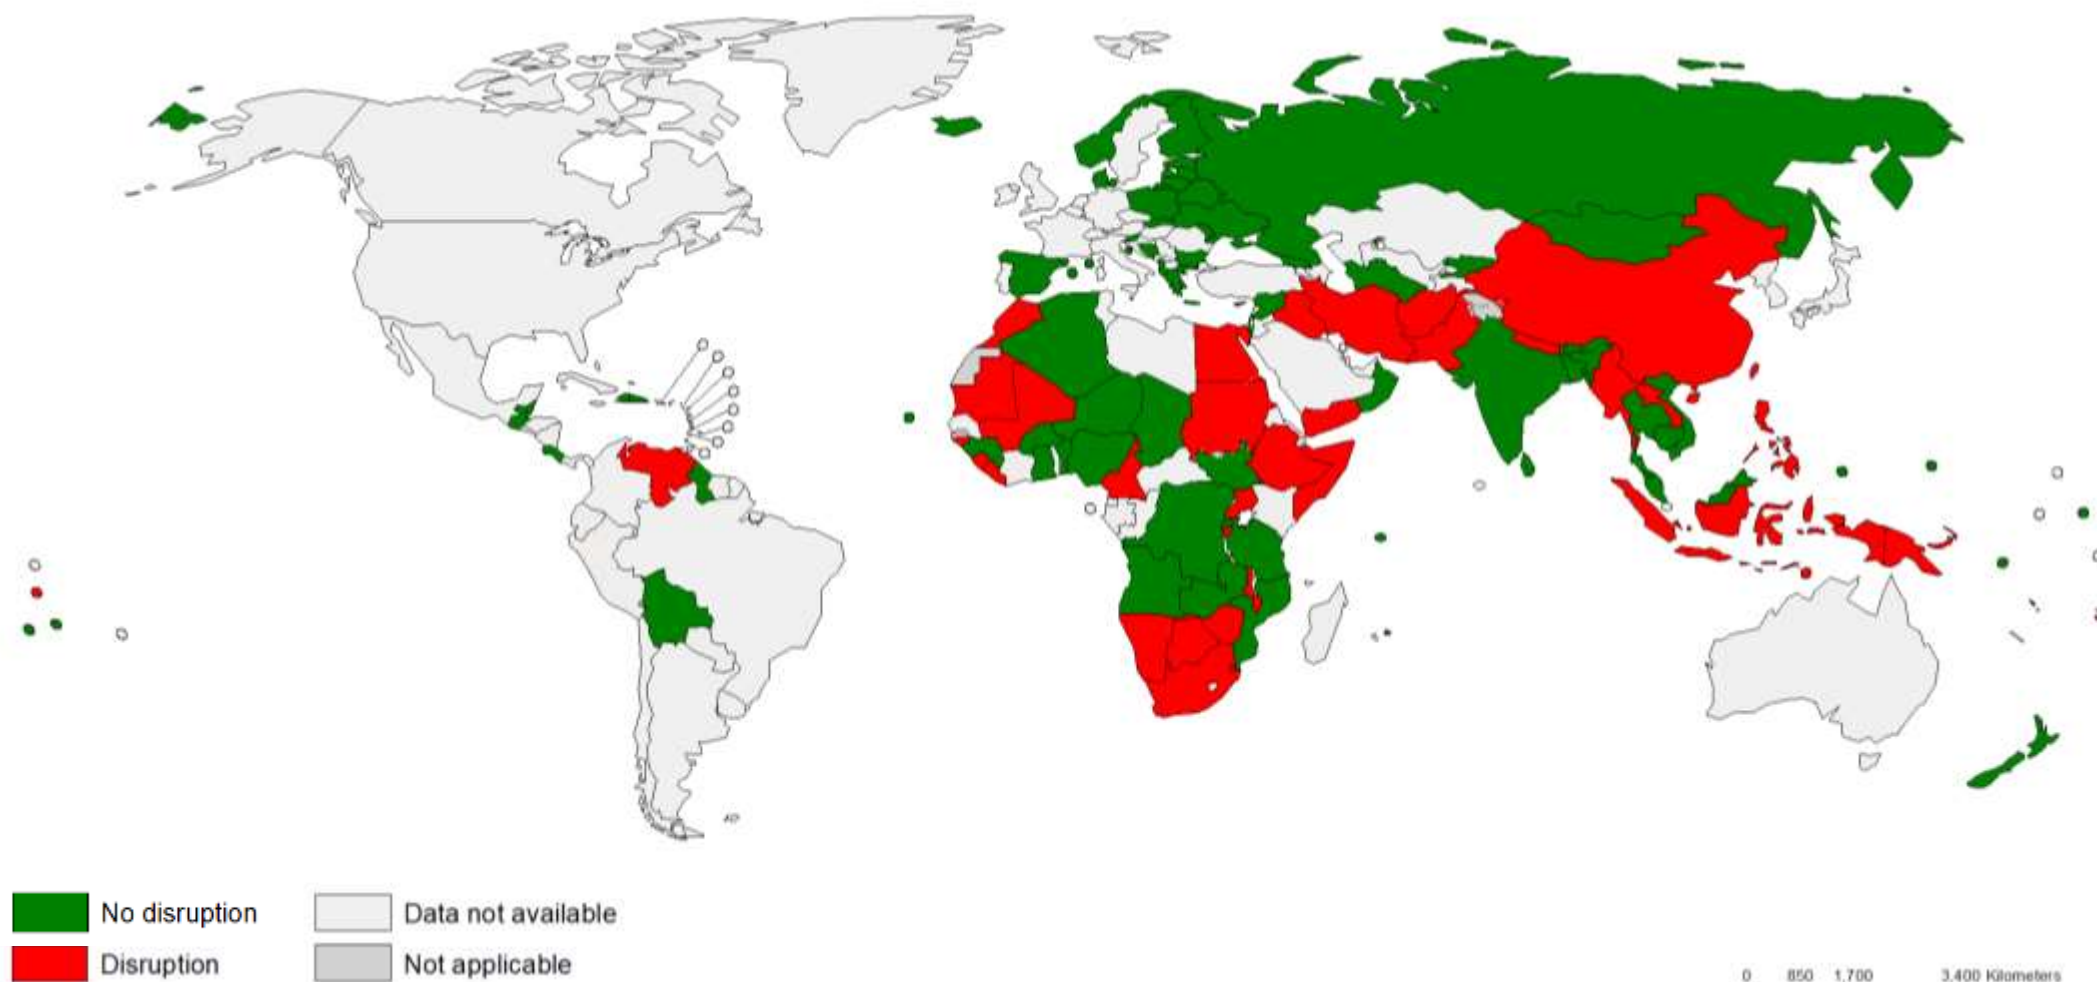 No disruption
Data not available
Disruption
Not applicable
0 850 1,700 3,400 Kilometers